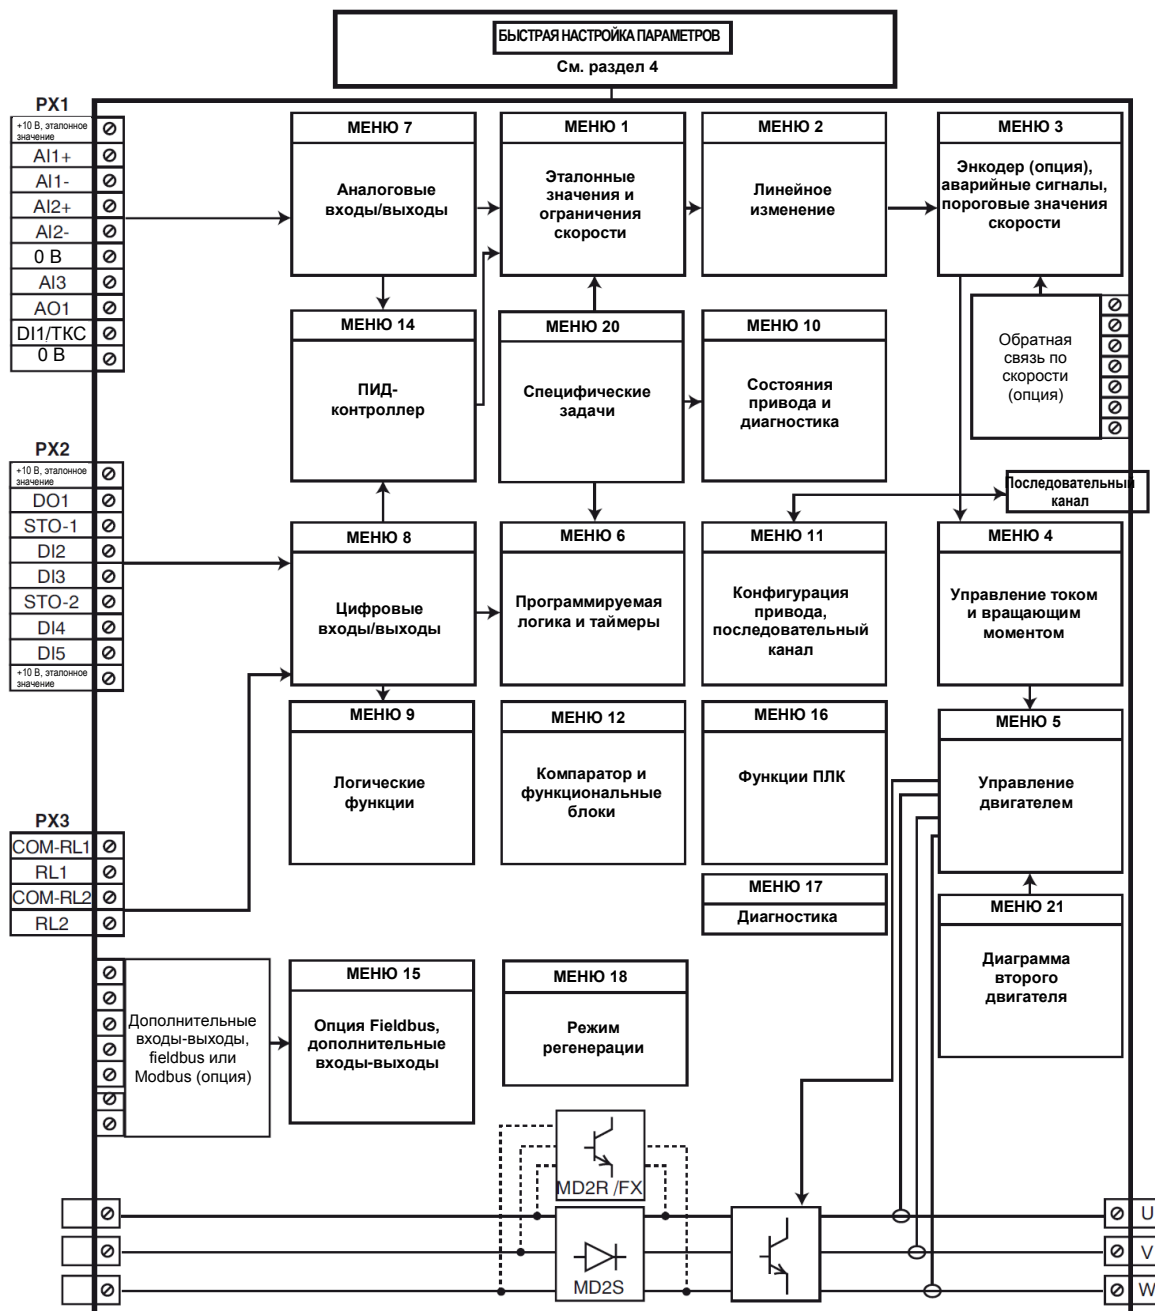 БЫСТРАЯ НАСТРОЙКА ПАРАМЕТРОВ
См. раздел 4
PX1
+10 В, эталонное
значение
AI1+
AI1-
AI2+
AI2-
0 В
AI3
AO1
DI1/ТКС
0 В
МЕНЮ 7
Аналоговые
входы/выходы
МЕНЮ 1
Эталонные
значения и
ограничения
скорости
МЕНЮ 2
Линейное
изменение
МЕНЮ 3
Энкодер (опция),
аварийные сигналы,
пороговые значения
скорости
МЕНЮ 14
ПИД-
контроллер
МЕНЮ 20
Специфические
задачи
МЕНЮ 10
Состояния
привода и
диагностика
Обратная
связь по
скорости
(опция)
PX2
+10 В, эталонное
значение
DO1
STO-1
DI2
DI3
STO-2
DI4
DI5
+10 В, эталонное
значение
Последовательный
канал
МЕНЮ 8
Цифровые
входы/выходы
МЕНЮ 6
Программируемая
логика и таймеры
МЕНЮ 11
Конфигурация
привода,
последовательный
канал
МЕНЮ 4
Управление током
и вращающим
моментом
МЕНЮ 9
Логические
функции
МЕНЮ 12
Компаратор и
функциональные
блоки
МЕНЮ 16
Функции ПЛК
МЕНЮ 5
Управление
двигателем
PX3
COM-RL1
RL1
COM-RL2
RL2
МЕНЮ 17
Диагностика
МЕНЮ 21
Диаграмма
второго
двигателя
Дополнительные
входы-выходы,
fieldbus или
Modbus (опция)
МЕНЮ 15
Опция Fieldbus,
дополнительные
входы-выходы
МЕНЮ 18
Режим
регенерации
MD2R /FX
MD2S
U
V
W